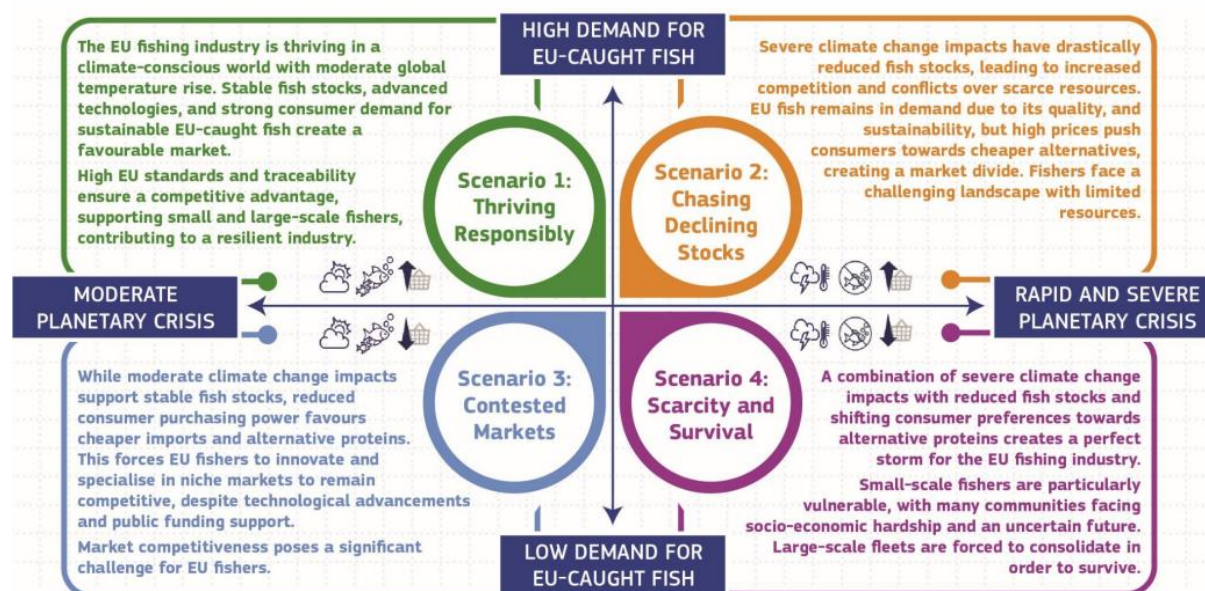 HIGH DEMAND FOR
EU-CAUGHT FISH
The EU fishing industry is thriving in a
climate-conscious world with moderate global
temperature rise. Stable fish stocks, advanced
technologies, and strong consumer demand for
sustainable EU-caught fish create a
favourable market.
High EU standards and traceability
ensure a competitive advantage,
supporting small and large-scale fishers,
contributing to a resilient industry.
Scenario 1:
Thriving
Responsibly
Scenario 2:
Chasing
Declining
Stocks
Severe climate change impacts have drastically
reduced fish stocks, leading to increased
competition and conflicts over scarce resources.
EU fish remains in demand due to its quality, and
sustainability, but high prices push
consumers towards cheaper alternatives,
creating a market divide. Fishers face a
challenging landscape with limited
resources.
MODERATE
PLANETARY CRISIS
RAPID AND SEVERE
PLANETARY CRISIS
While moderate climate change impacts
support stable fish stocks, reduced
consumer purchasing power favours
cheaper imports and alternative proteins.
This forces EU fishers to innovate and
specialise in niche markets to remain
competitive, despite technological advancements
and public funding support.
Market competitiveness poses a significant
challenge for EU fishers.
Scenario 3:
Contested
Markets
Scenario 4:
Scarcity and
Survival
A combination of severe climate change
impacts with reduced fish stocks and
shifting consumer preferences towards
alternative proteins creates a perfect
storm for the EU fishing industry.
Small-scale fishers are particularly
vulnerable, with many communities facing
socio-economic hardship and an uncertain future.
Large-scale fleets are forced to consolidate in
order to survive.
LOW DEMAND FOR
EU-CAUGHT FISH